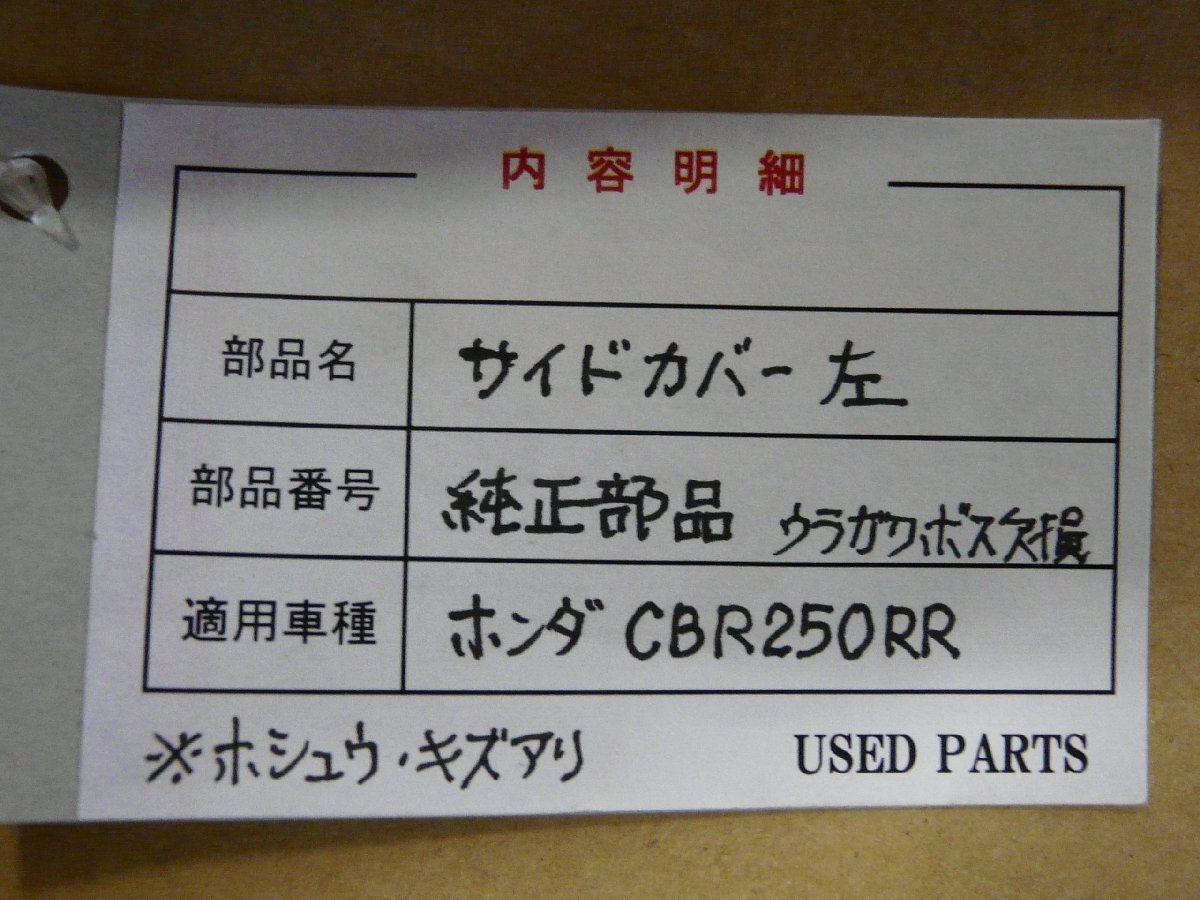 内容明細
部品名 サイドカバー 左
部品番号 純正部品 ウラガワ、ボス欠損
適用車種 ホンダ CBR250RR
※ホシュウ・キズアリ USED PARTS